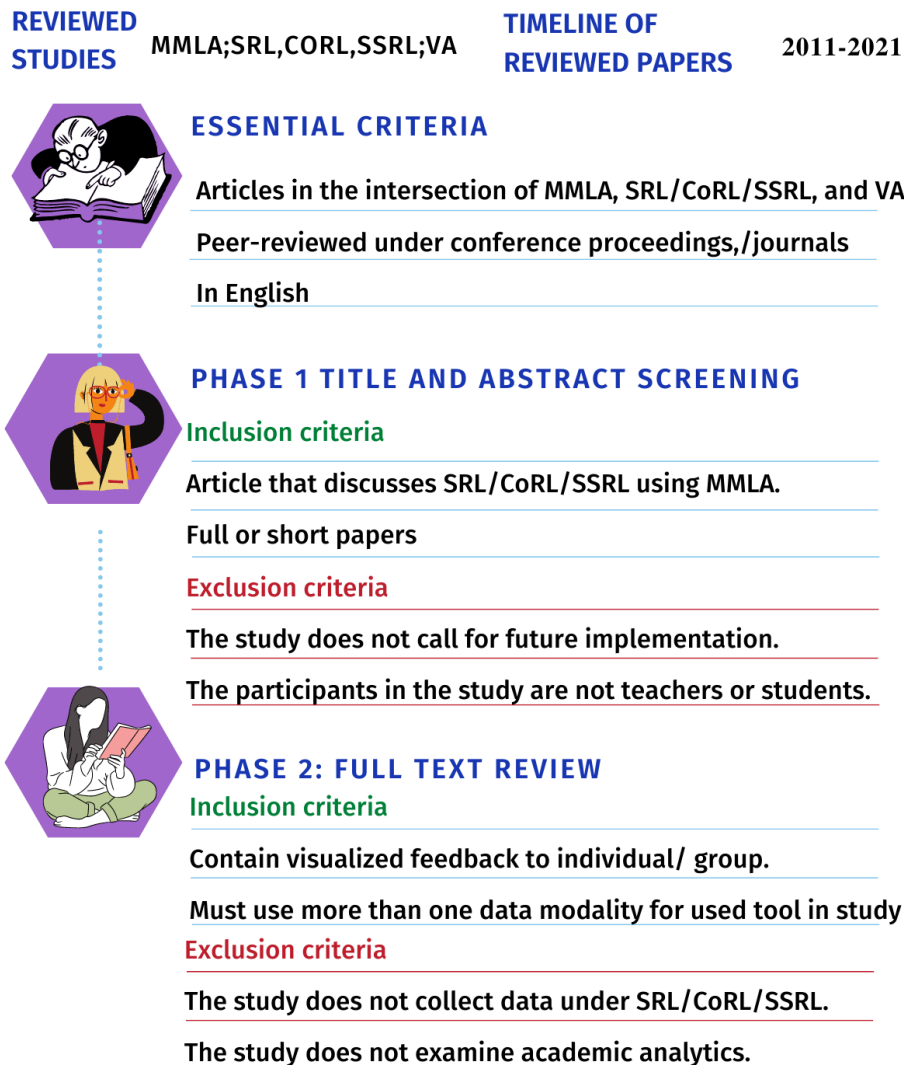 REVIEWED
STUDIES
MMLA;SRL,CORL,SSRL;VA
TIMELINE OF
REVIEWED PAPERS
2011-2021
ESSENTIAL CRITERIA
Articles in the intersection of MMLA, SRL/CoRL/SSRL, and VA
Peer-reviewed under conference proceedings,/journals
In English
PHASE 1 TITLE AND ABSTRACT SCREENING
Inclusion criteria
Article that discusses SRL/CoRL/SSRL using MMLA.
Full or short papers
Exclusion criteria
The study does not call for future implementation.
The participants in the study are not teachers or students.
PHASE 2: FULL TEXT REVIEW
Inclusion criteria
Contain visualized feedback to individual/ group.
Must use more than one data modality for used tool in study
Exclusion criteria
The study does not collect data under SRL/CoRL/SSRL.
The study does not examine academic analytics.